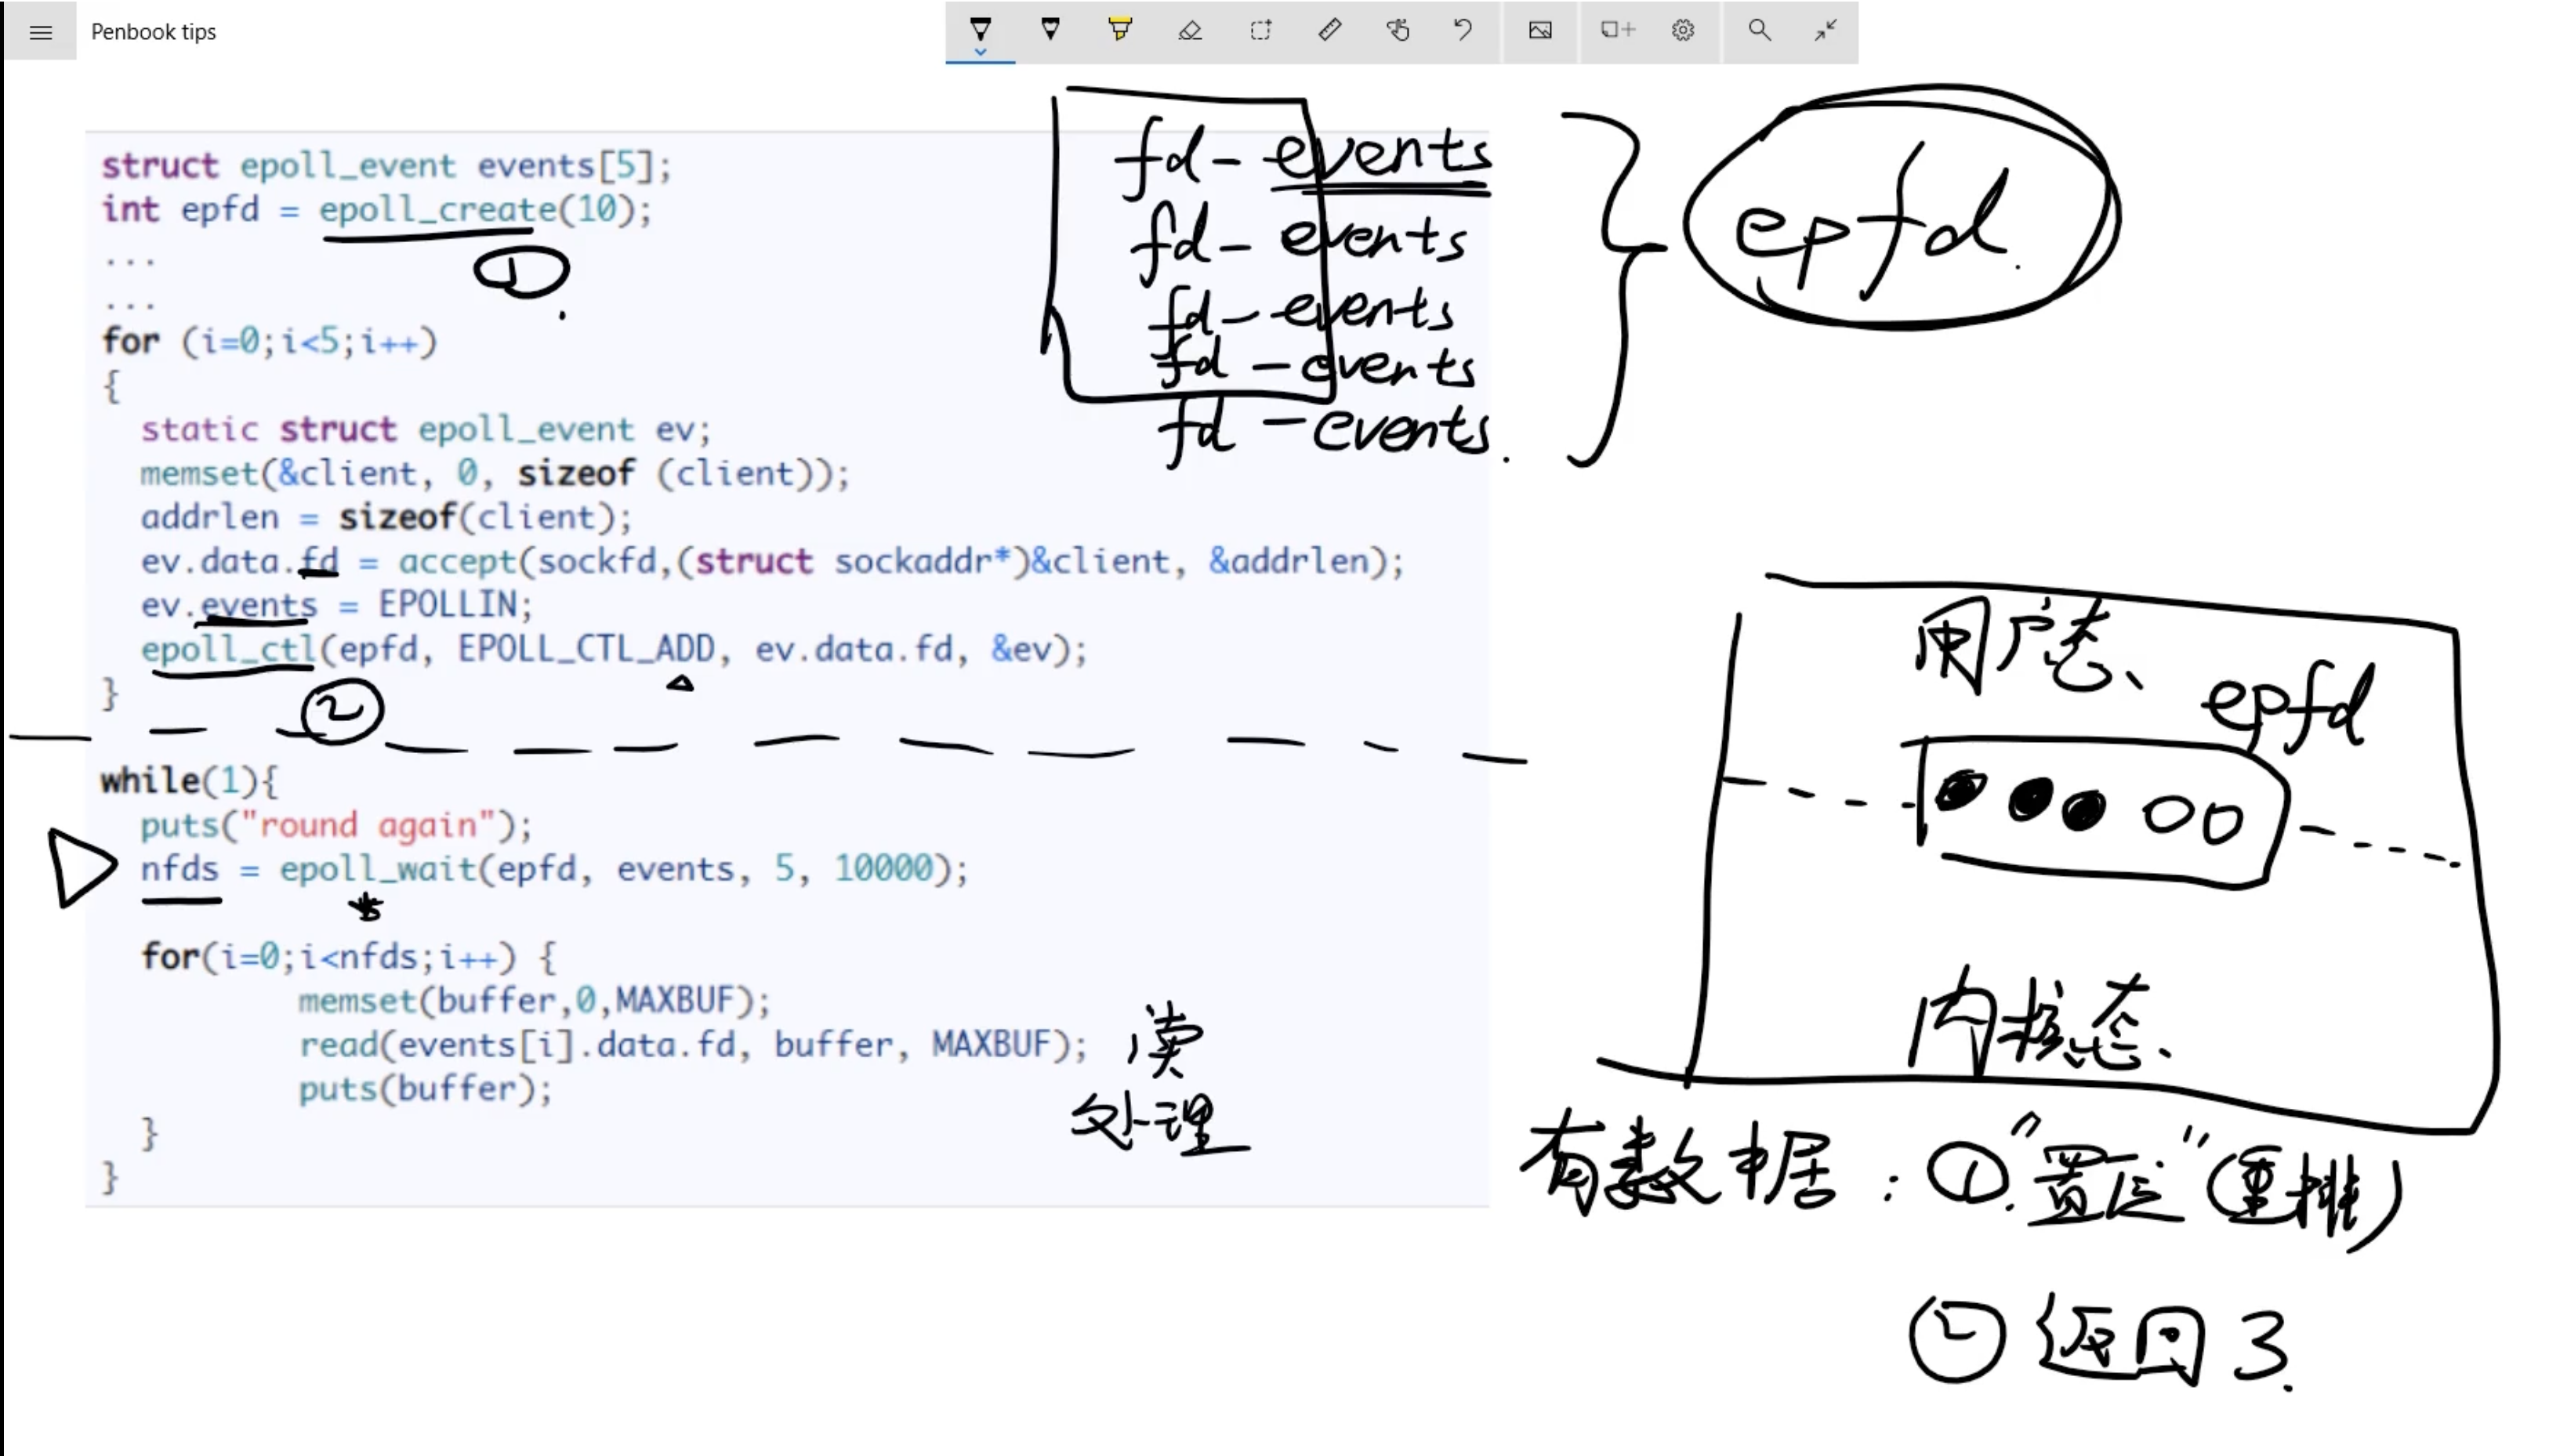 Penbook tips
struct epoll_event events[5];
int epfd = epoll_create(10);
...
①
...
for (i=0;i<5;i++)
{
static struct epoll_event ev;
memset(&client, 0, sizeof (client));
addrlen = sizeof(client);
ev.data.fd = accept(sockfd,(struct sockaddr*)&client, &addrlen);
ev.events = EPOLLIN;
epoll_ctl(epfd, EPOLL_CTL_ADD, ev.data.fd, &ev);
}
②
while(1){
puts("round again");
nfds = epoll_wait(epfd, events, 5, 10000);
for(i=0;i<nfds;i++) {
memset(buffer,0,MAXBUF);
read(events[i].data.fd, buffer, MAXBUF);
puts(buffer);
}
}
读
处理
fd - events
fd - events
fd - events
fd - events
fd - events.
epfd.
用户态、
epfd
内核态.
有数据: ①. "置位" (重排)
② 返回 3.